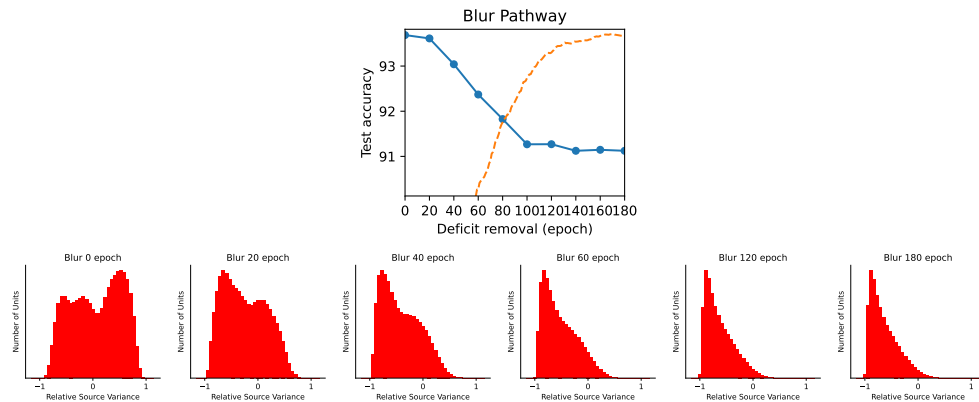 Blur Pathway
Test accuracy
93
92
91
0 20 40 60 80 100 120 140 160 180
Deficit removal (epoch)
Blur 0 epoch
Number of Units
−1 0 1
Relative Source Variance
Blur 20 epoch
Number of Units
−1 0 1
Relative Source Variance
Blur 40 epoch
Number of Units
−1 0 1
Relative Source Variance
Blur 60 epoch
Number of Units
−1 0 1
Relative Source Variance
Blur 120 epoch
Number of Units
−1 0 1
Relative Source Variance
Blur 180 epoch
Number of Units
−1 0 1
Relative Source Variance